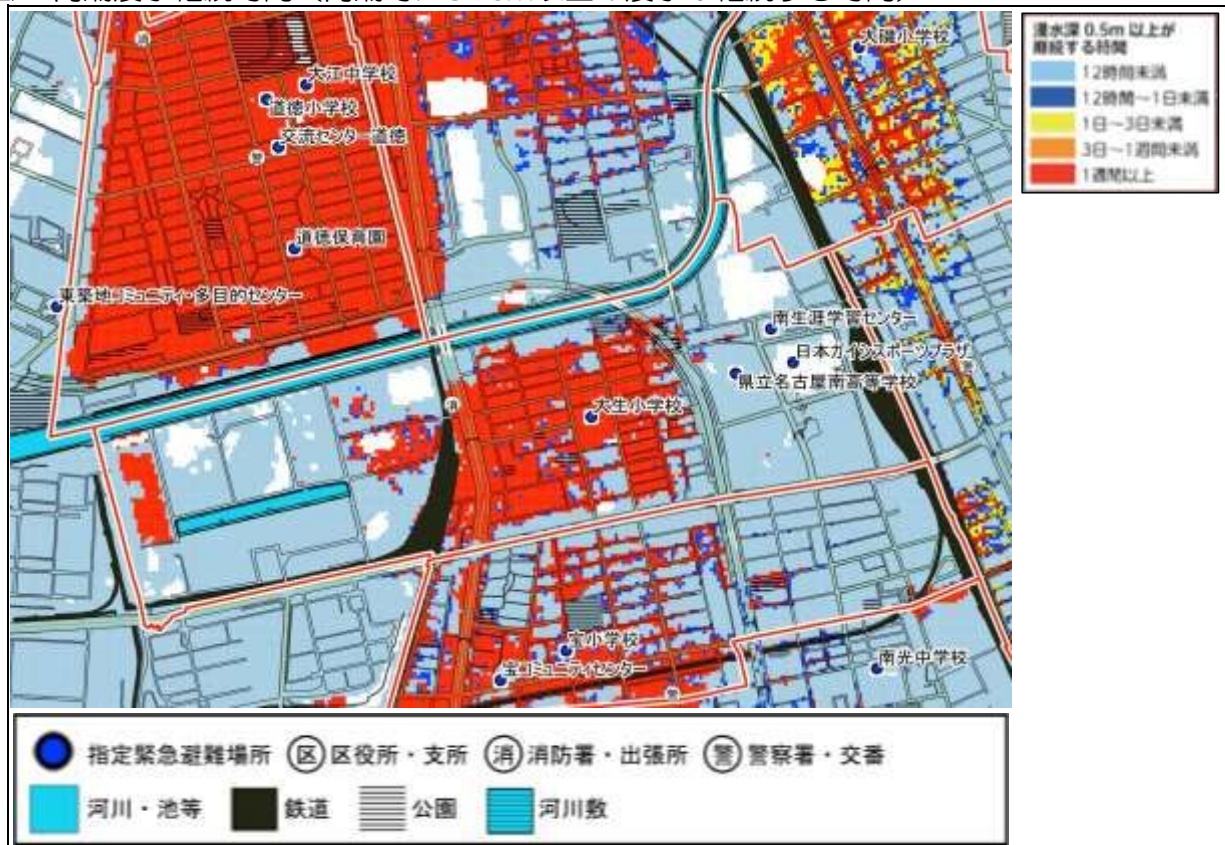 浸水深 0.5m 以上が
継続する時間
12時間未満
12時間～1日未満
1日～3日未満
3日～1週間未満
1週間以上
消
大磯小学校
大江中学校
道徳小学校
交流センター道徳
警
道徳保育園
東築地コミュニティ・多目的センター
南生涯学習センター
日本ガイシスポーツプラザ
県立名古屋南高等学校
警
消
大生小学校
宝小学校
宝コミュニティセンター
南光中学校
警
指定緊急避難場所 区 区役所・支所 消 消防署・出張所 警 警察署・交番
河川・池等 鉄道 公園 河川敷